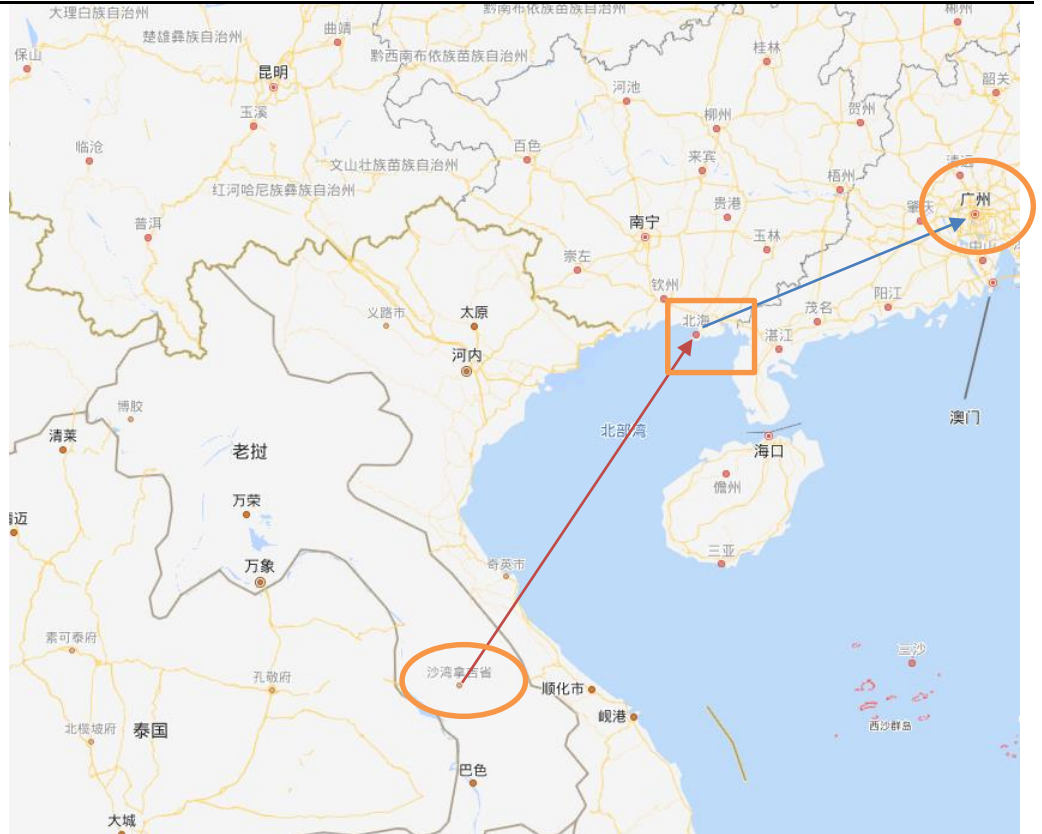 大理白族自治州
黔南布依族苗族自治州
郴州
楚雄彝族自治州
曲靖
保山
黔西南布依族苗族自治州
桂林
昆明
韶关
河池
玉溪
柳州
贺州
百色
临沧
来宾
文山壮族苗族自治州
清远
梧州
红河哈尼族彝族自治州
广州
贵港
肇庆
普洱
南宁
玉林
中山
崇左
钦州
阳江
义路市
太原
茂名
北海
湛江
河内
博胶
澳门
清莱
北部湾
老挝
海口
儋州
万荣
清迈
三亚
万象
奇英市
素可泰府
三沙
沙湾拿吉省
孔敬府
顺化市
岘港
西沙群岛
北榄坡府
泰国
巴色
大城